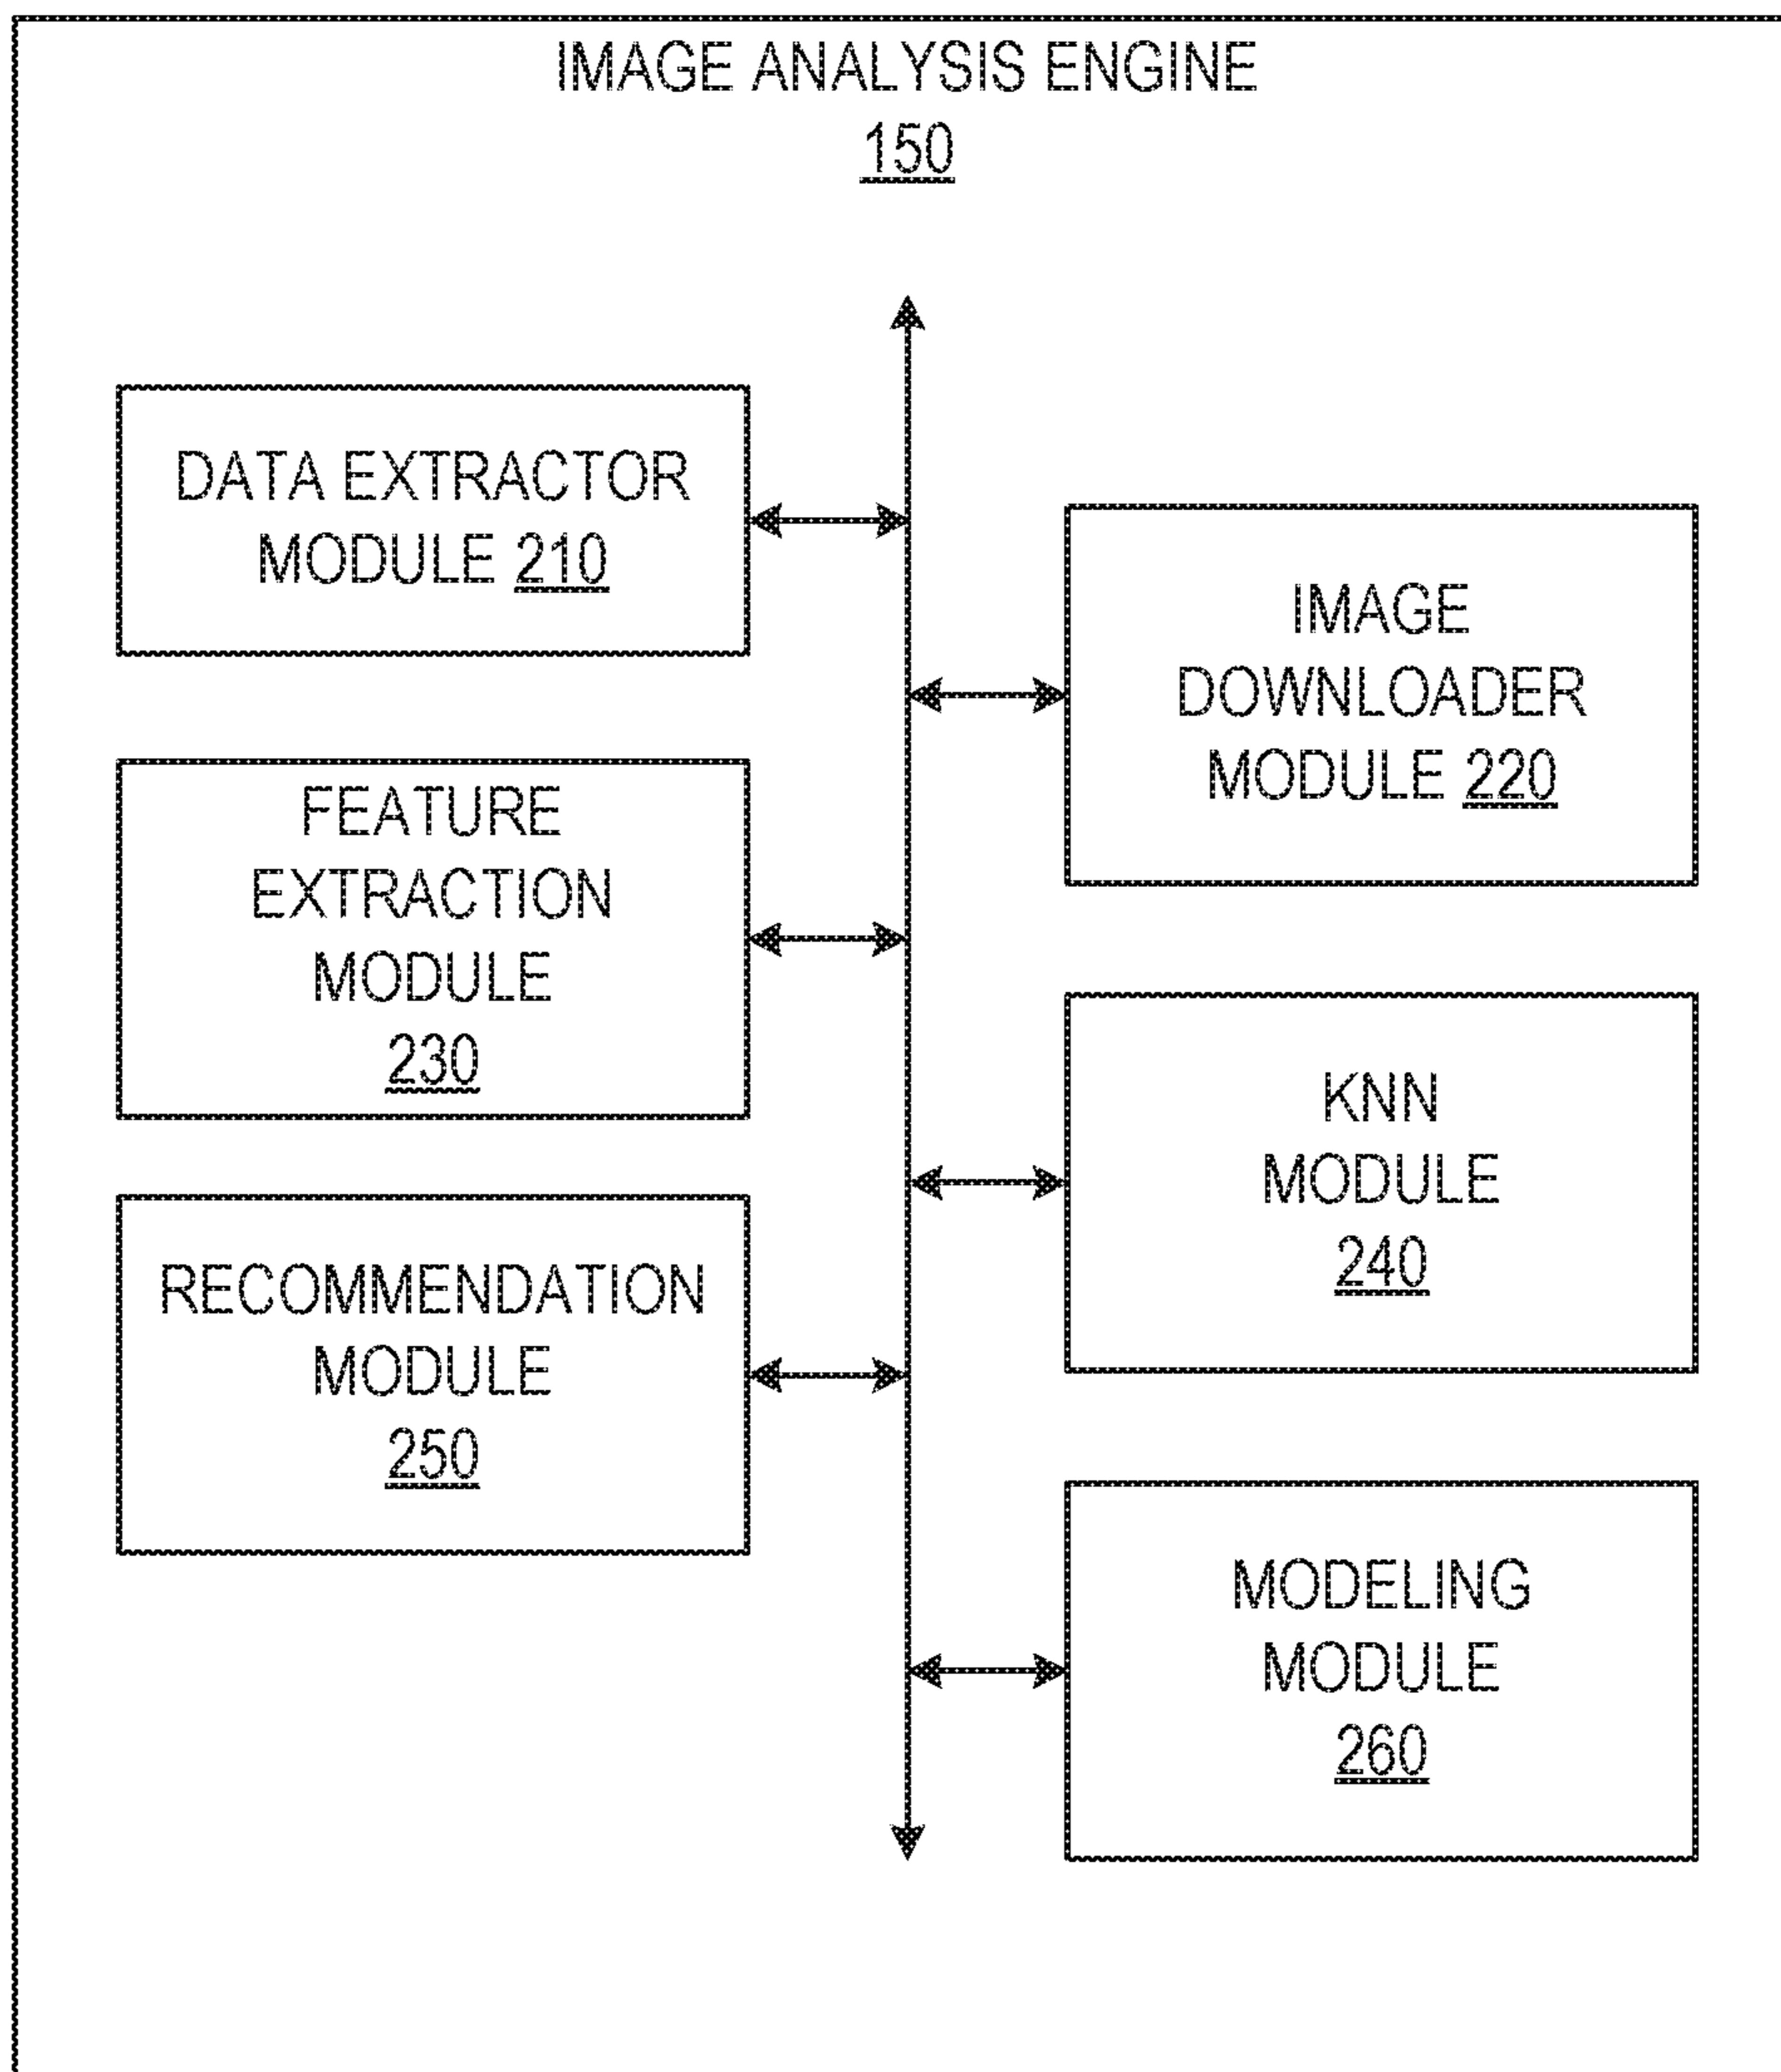 IMAGE ANALYSIS ENGINE
150
DATA EXTRACTOR
MODULE 210
IMAGE
DOWNLOADER
MODULE 220
FEATURE
EXTRACTION
MODULE
230
KNN
MODULE
240
RECOMMENDATION
MODULE
250
MODELING
MODULE
260